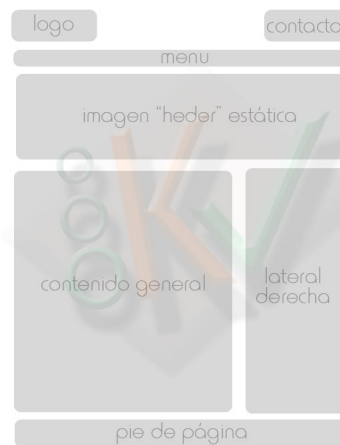 logo
contacto
menu
imagen "heder" estática
contenido general
lateral
derecha
pie de página